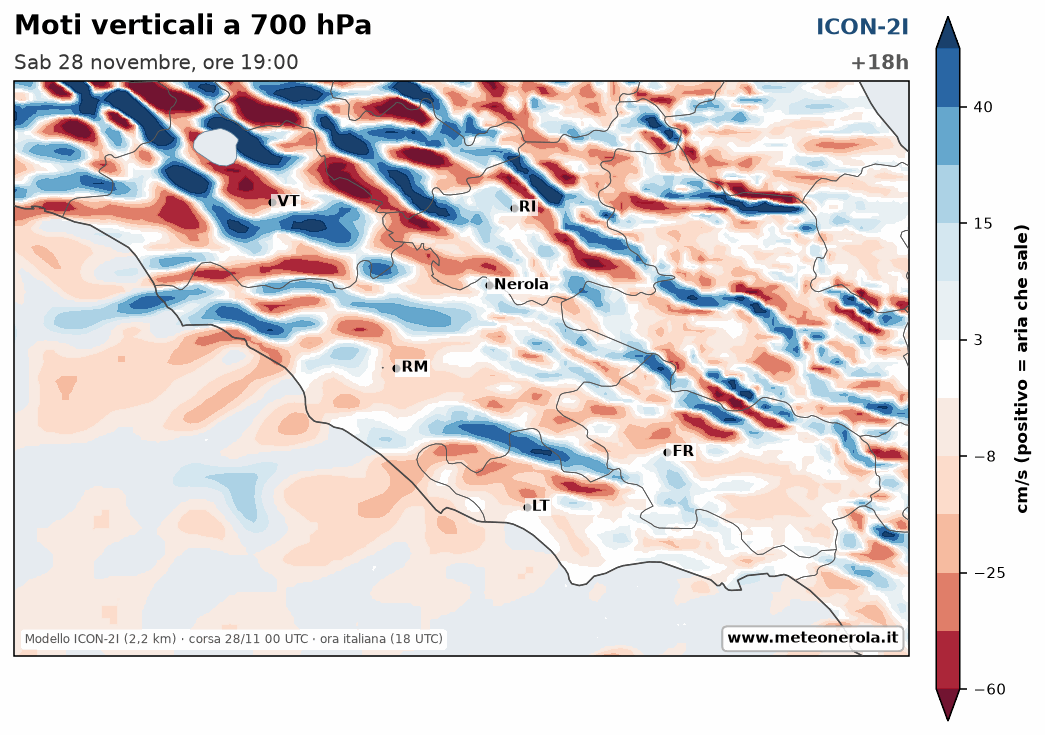 Moti verticali a 700 hPa
ICON-2I
Sab 28 novembre, ore 19:00
+18h
VT
RI
Nerola
RM
FR
LT
40
15
3
−8
−25
−60
cm/s (positivo = aria che sale)
Modello ICON-2I (2,2 km) · corsa 28/11 00 UTC · ora italiana (18 UTC)
www.meteonerola.it